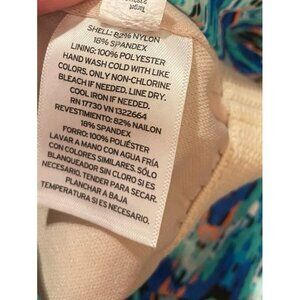 SHELL: 82% NYLON
18% SPANDEX
LINING: 100% POLYESTER
HAND WASH COLD WITH LIKE
COLORS. ONLY NON-CHLORINE
BLEACH IF NEEDED. LINE DRY.
COOL IRON IF NEEDED.
RN 17730 VN 1322664
REVESTIMIENTO: 82% NAILON
18% SPANDEX
FORRO: 100% POLIÉSTER
LAVAR A MANO CON AGUA FRÍA
CON COLORES SIMILARES. SÓLO
BLANQUEADOR SIN CLORO SI ES
NECESARIO. TENDER PARA SECAR.
PLANCHAR A BAJA
TEMPERATURA SI ES NECESARIO.